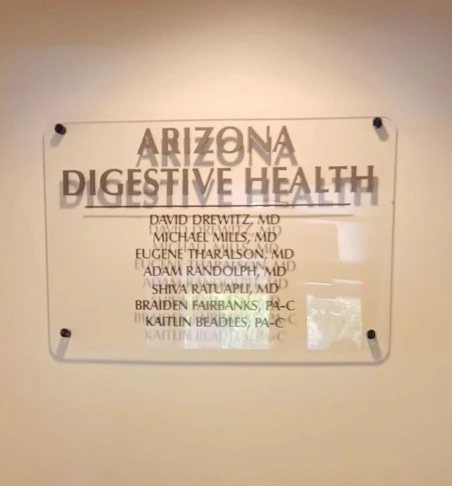 ARIZONA
DIGESTIVE HEALTH
DAVID DREWITZ, MD
MICHAEL MILLS, MD
EUGENE THARALSON, MD
ADAM RANDOLPH, MD
SHIVA RATUAPLI, MD
BRAIDEN FAIRBANKS, PA-C
KAITLIN BEADLES, PA-C